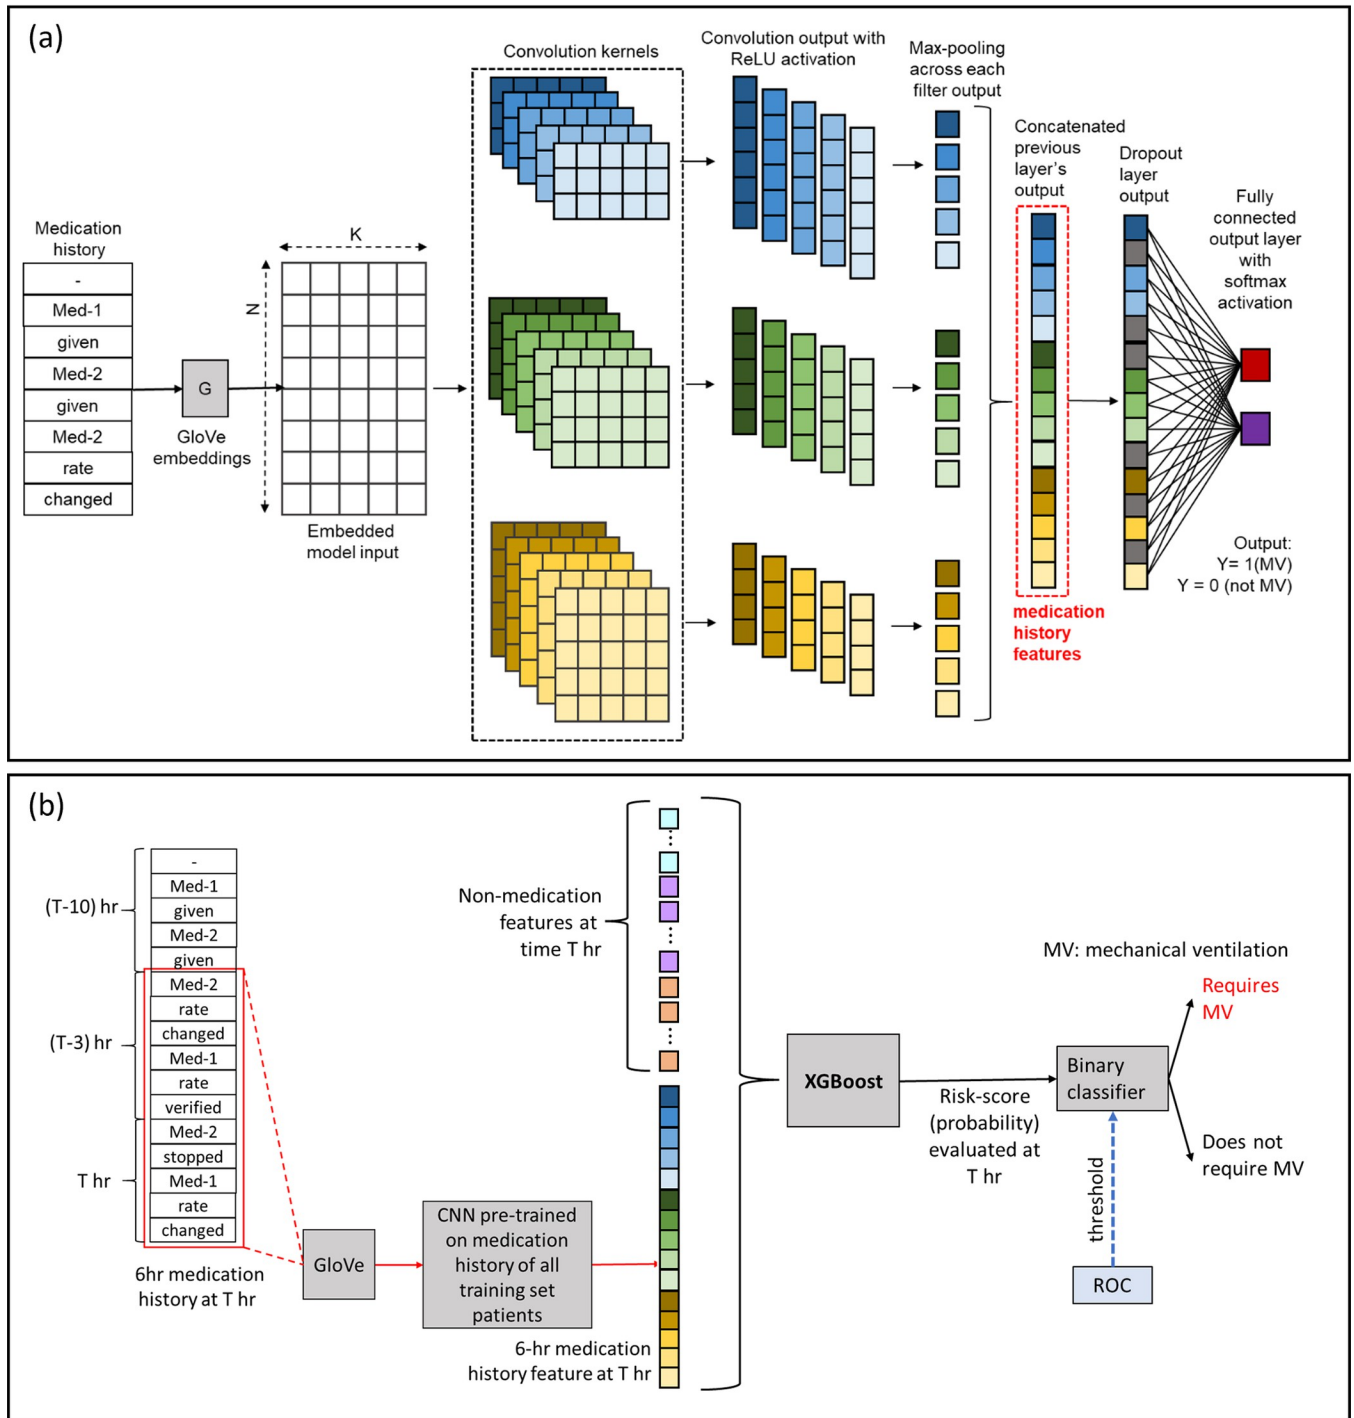 (a)
Convolution kernels
Convolution output with
ReLU activation
Max-pooling
across each
filter output
Concatenated
previous
layer's
output
Dropout
layer
output
Fully
connected
output layer
with
softmax
activation
Medication
history
-
Med-1
given
Med-2
given
Med-2
rate
changed
G
GloVe
embeddings
K
N
Embedded
model input
medication
history
features
Output:
Y= 1(MV)
Y = 0 (not MV)
(b)
(T-10) hr
(T-3) hr
T hr
-
Med-1
given
Med-2
given
Med-2
rate
changed
Med-1
rate
verified
Med-2
stopped
Med-1
rate
changed
6hr medication
history at T hr
GloVe
CNN pre-trained
on medication
history of all
training set
patients
Non-medication
features at
time T hr
6-hr medication
history feature at T hr
XGBoost
Risk-score
(probability)
evaluated at
T hr
MV: mechanical ventilation
Binary
classifier
Requires
MV
Does not
require MV
threshold
ROC